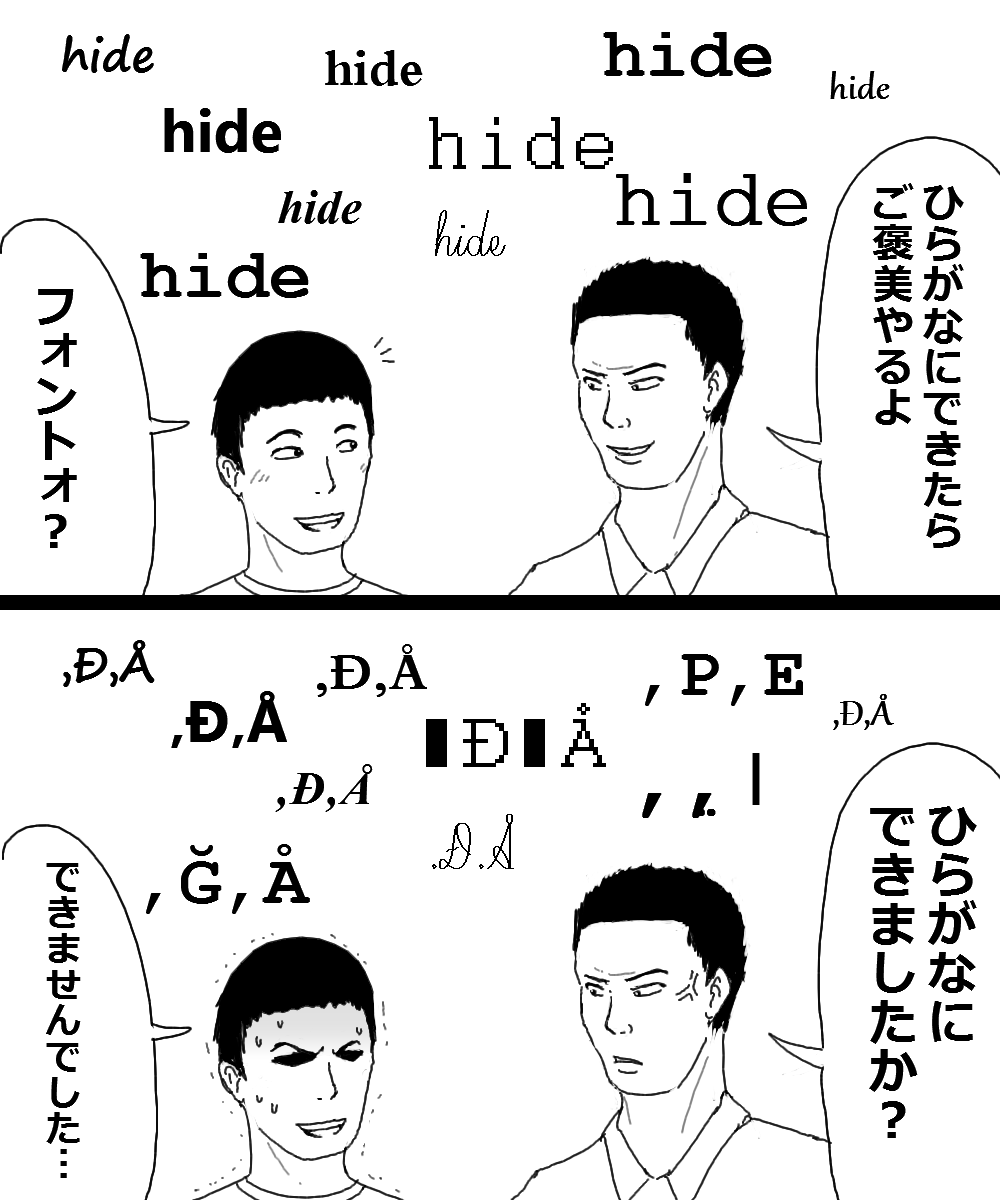 hide
hide
hide
hide
hide
hide
hide
hide
hide
hide
ひらがなにできたら
ご褒美やるよ
フォントォ？
‚Ð‚Å
‚Ð‚Å
‚Ð‚Å
, P , E
‚Ð‚Å
▮Ð▮Å
‚Ð‚Å
, Ğ , Å
.Ð.Å
ひらがなに
できましたか？
できませんでした…